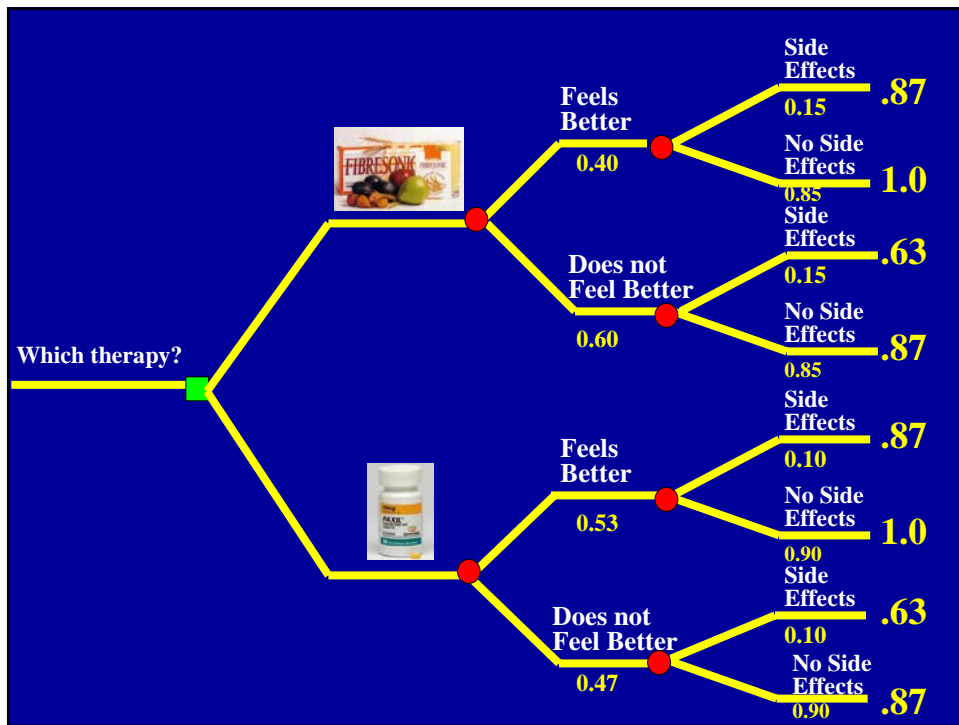 Side
Effects
0.15
.87
Feels
Better
0.40
No Side
Effects
0.85
1.0
FIBRESONIC
FIBRESONIC
Side
Effects
0.15
.63
Does not
Feel Better
0.60
No Side
Effects
0.85
.87
Which therapy?
Side
Effects
0.10
.87
Feels
Better
0.53
No Side
Effects
0.90
1.0
PAXIL
Side
Effects
0.10
.63
Does not
Feel Better
0.47
No Side
Effects
0.90
.87